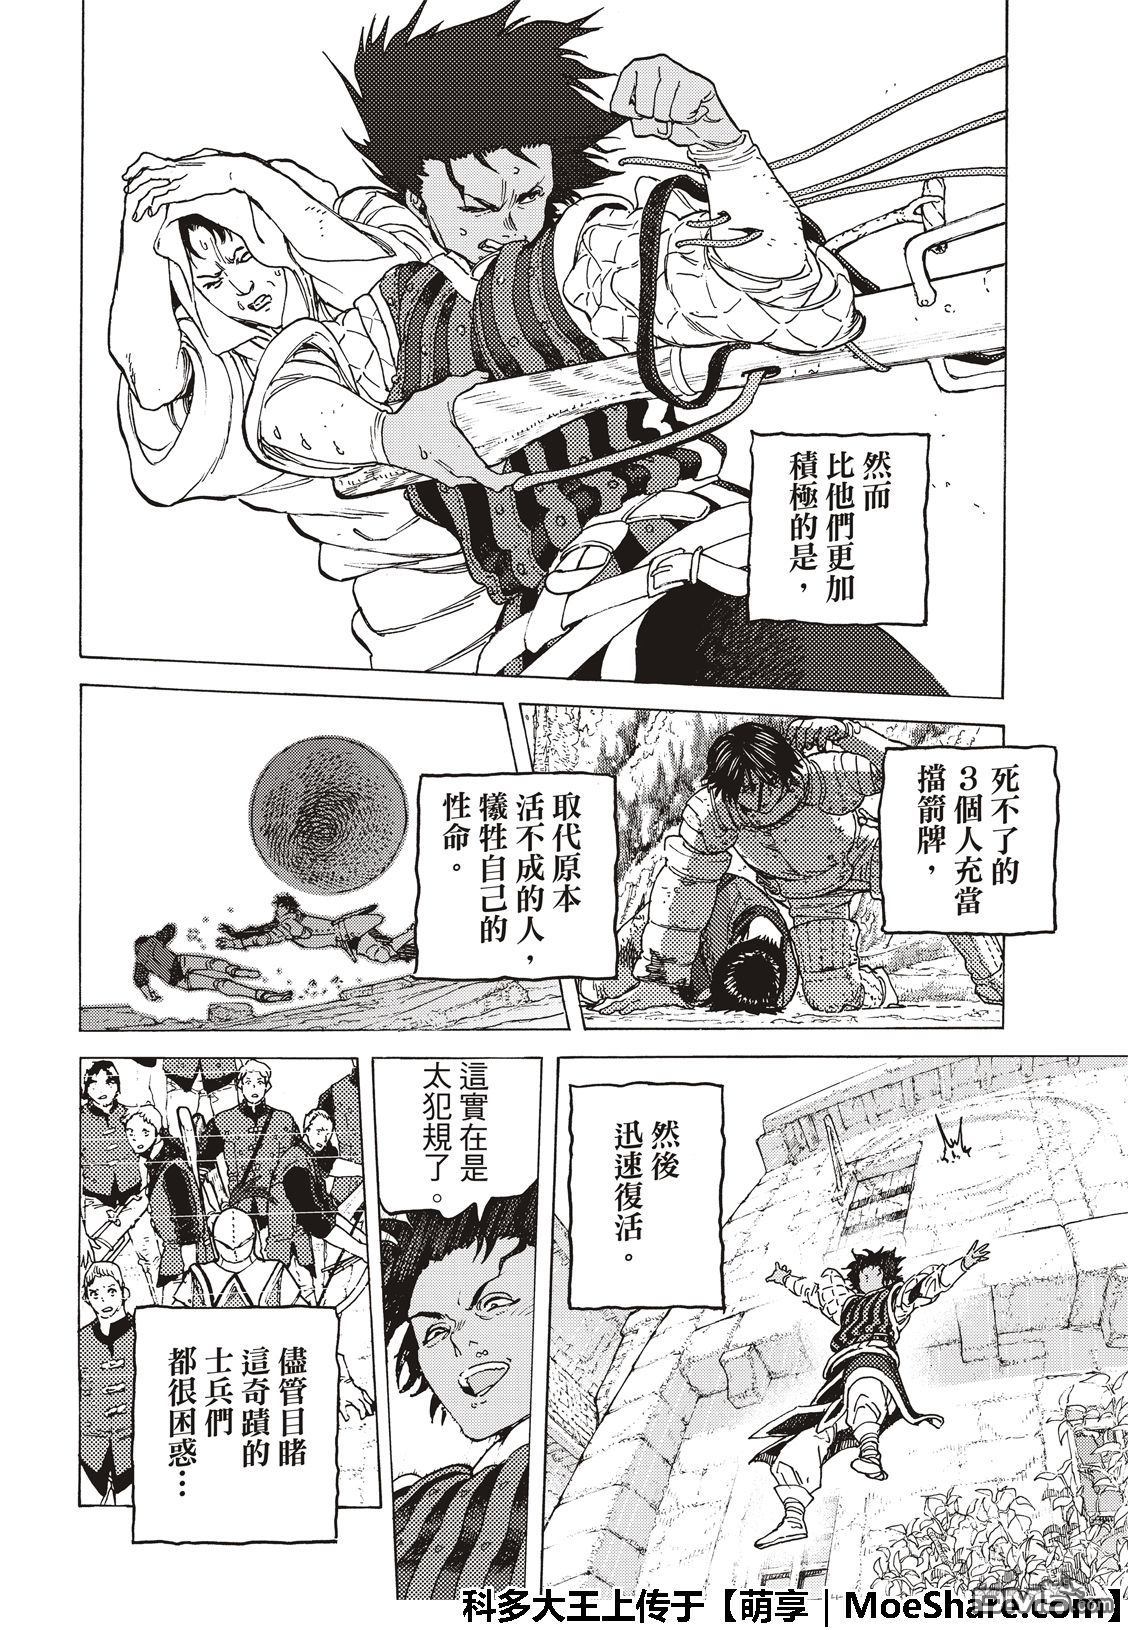 然而
比他們更加
積極的是，
死不了的
3個人充當
擋箭牌，
取代原本
活不成的人，
犧牲自己的
性命。
然後
迅速復活。
這實在是
太犯規了。
儘管目睹
這奇蹟的
士兵們
都很困惑…
科多大王上传于【萌享｜MoeShare.com】